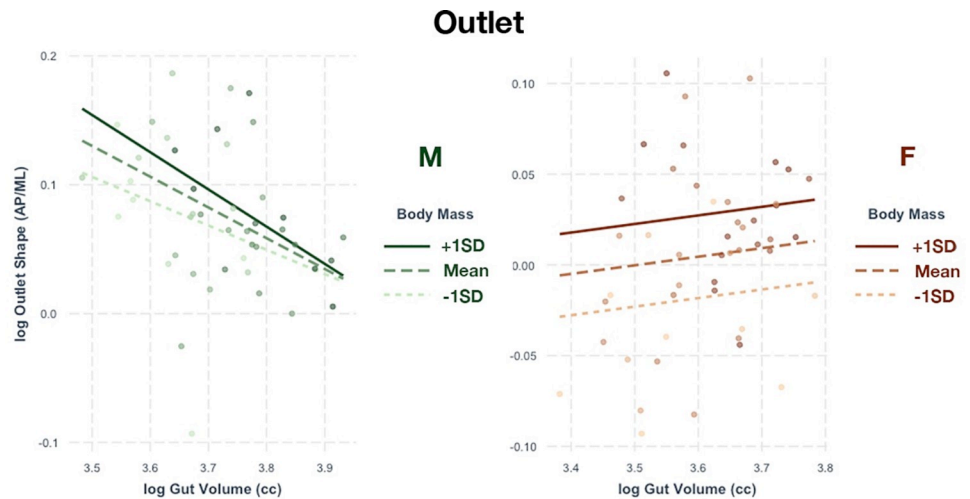 Outlet
0.2
0.1
0.0
-0.1
3.5 3.6 3.7 3.8 3.9
log Gut Volume (cc)
log Outlet Shape (AP/ML)
M
Body Mass
+1SD
Mean
-1SD
0.10
0.05
0.00
-0.05
-0.10
3.4 3.5 3.6 3.7 3.8
log Gut Volume (cc)
F
Body Mass
+1SD
Mean
-1SD